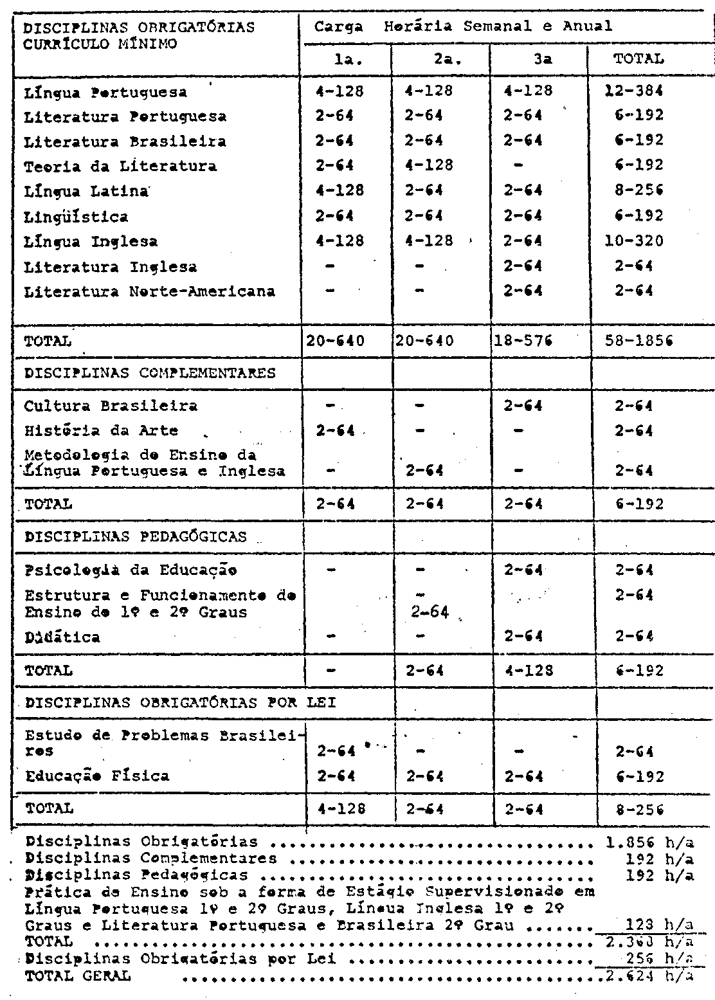 DISCIPLINAS OBRIGATÓRIAS Carga Horária Semanal e Anual
CURRÍCULO MÍNIMO
1a. 2a. 3a TOTAL
Língua Portuguesa 4-128 4-128 4-128 12-384
Literatura Portuguesa 2-64 2-64 2-64 6-192
Literatura Brasileira 2-64 2-64 2-64 6-192
Teoria da Literatura 2-64 4-128 - 6-192
Língua Latina 4-128 2-64 2-64 8-256
Lingüística 2-64 2-64 2-64 6-192
Língua Inglesa 4-128 4-128 2-64 10-320
Literatura Inglesa - - 2-64 2-64
Literatura Norte-Americana - - 2-64 2-64
TOTAL 20-640 20-640 18-576 58-1856
DISCIPLINAS COMPLEMENTARES
Cultura Brasileira - - 2-64 2-64
História da Arte 2-64 - - 2-64
Metodologia do Ensino da
Língua Portuguesa e Inglesa - 2-64 - 2-64
TOTAL 2-64 2-64 2-64 6-192
DISCIPLINAS PEDAGÓGICAS
Psicologia da Educação - - 2-64 2-64
Estrutura e Funcionamento do - 2-64
Ensino do 1º e 2º Graus 2-64
Didática - - 2-64 2-64
TOTAL - 2-64 4-128 6-192
DISCIPLINAS OBRIGATÓRIAS POR LEI
Estudo de Problemas Brasilei-
ros 2-64 - - 2-64
Educação Física 2-64 2-64 2-64 6-192
TOTAL 4-128 2-64 2-64 8-256
Disciplinas Obrigatórias ................................. 1.856 h/a
Disciplinas Complementares ............................... 192 h/a
Disciplinas Pedagógicas .................................. 192 h/a
Prática de Ensino sob a forma de Estágio Supervisionado em
Língua Portuguesa 1º e 2º Graus, Língua Inglesa 1º e 2º
Graus e Literatura Portuguesa e Brasileira 2º Grau ....... 128 h/a
TOTAL .................................................... 2.368 h/a
Disciplinas Obrigatórias por Lei ......................... 256 h/a
TOTAL GERAL ...........................................2.624 h/a